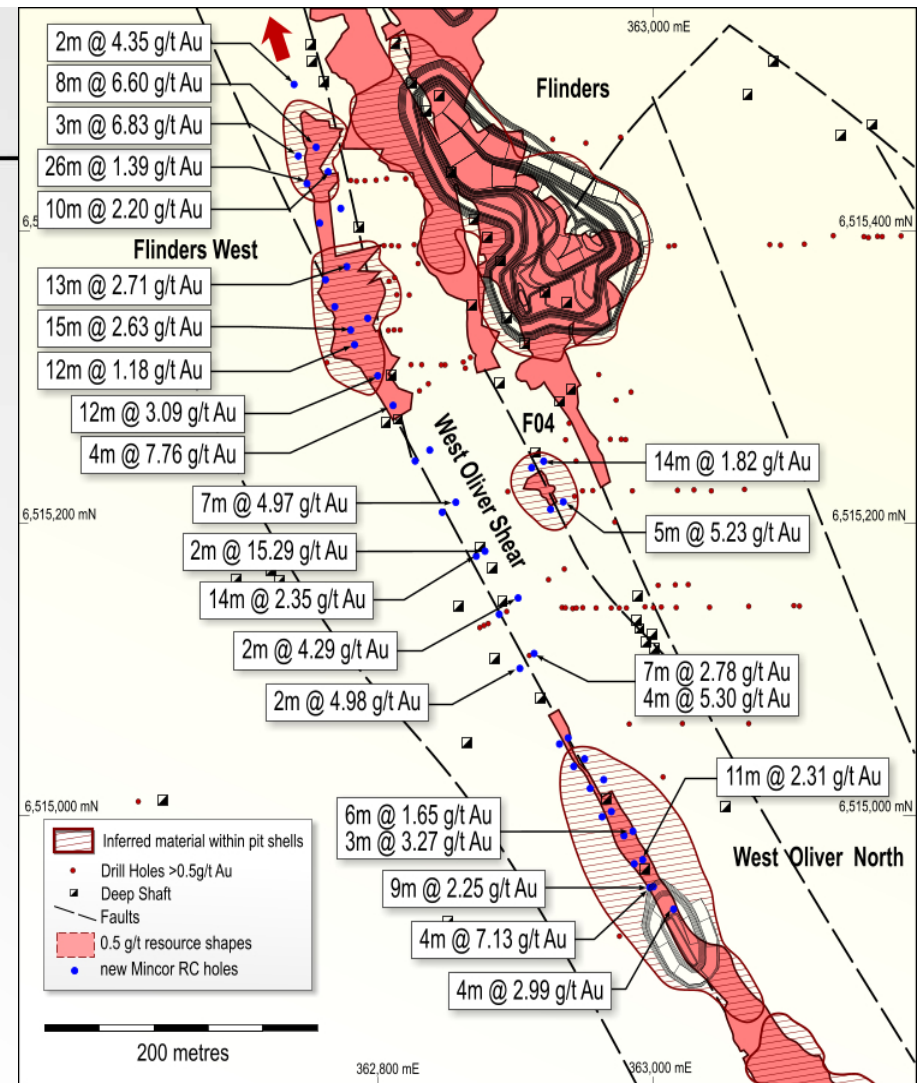 363,000 mE
2m @ 4.35 g/t Au
8m @ 6.60 g/t Au
3m @ 6.83 g/t Au
26m @ 1.39 g/t Au
10m @ 2.20 g/t Au
Flinders
6,515,400 mN
Flinders West
13m @ 2.71 g/t Au
15m @ 2.63 g/t Au
12m @ 1.18 g/t Au
12m @ 3.09 g/t Au
4m @ 7.76 g/t Au
West Oliver Shear
F04
14m @ 1.82 g/t Au
5m @ 5.23 g/t Au
7m @ 4.97 g/t Au
6,515,200 mN
6,515,200 mN
2m @ 15.29 g/t Au
14m @ 2.35 g/t Au
2m @ 4.29 g/t Au
2m @ 4.98 g/t Au
7m @ 2.78 g/t Au
4m @ 5.30 g/t Au
11m @ 2.31 g/t Au
6,515,000 mN
6,515,000 mN
6m @ 1.65 g/t Au
3m @ 3.27 g/t Au
West Oliver North
9m @ 2.25 g/t Au
4m @ 7.13 g/t Au
4m @ 2.99 g/t Au
Inferred material within pit shells
Drill Holes >0.5g/t Au
Deep Shaft
Faults
0.5 g/t resource shapes
new Mincor RC holes
200 metres
362,800 mE
363,000 mE